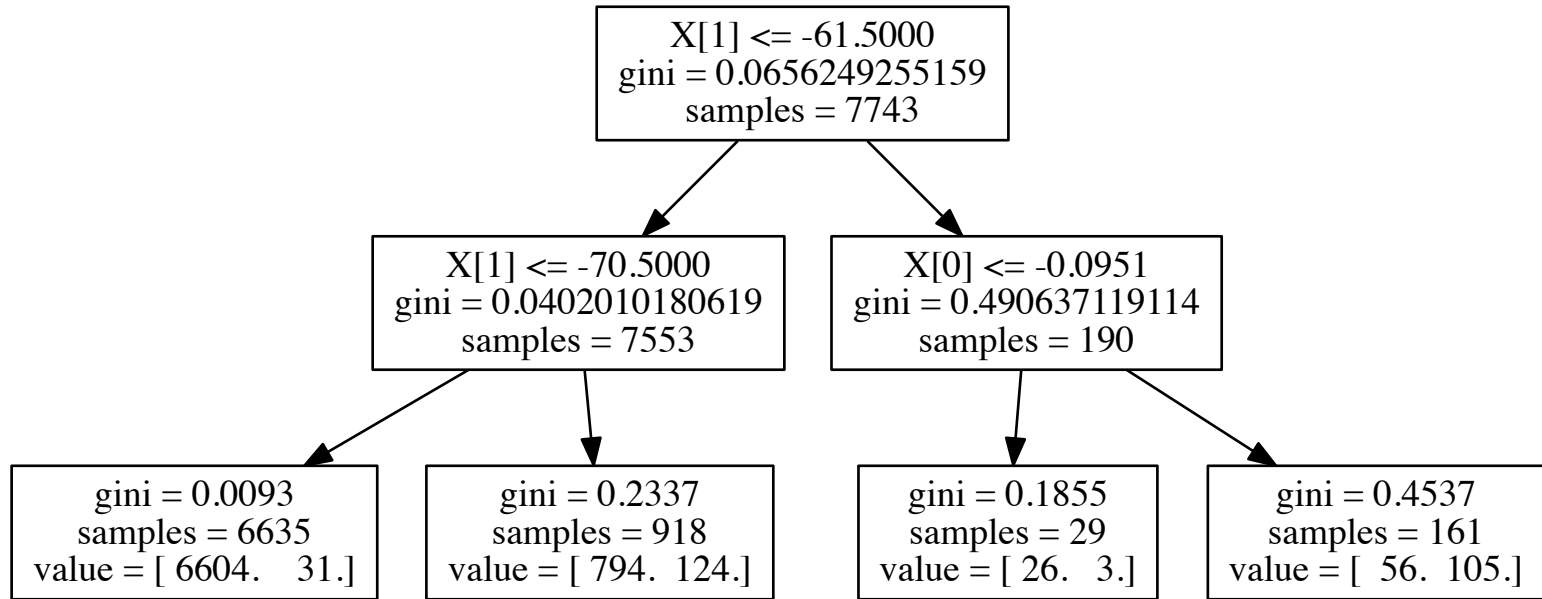 X[1] <= -61.5000
gini = 0.0656249255159
samples = 7743
X[1] <= -70.5000
gini = 0.0402010180619
samples = 7553
X[0] <= -0.0951
gini = 0.490637119114
samples = 190
gini = 0.0093
samples = 6635
value = [ 6604.   31.]
gini = 0.2337
samples = 918
value = [ 794.  124.]
gini = 0.1855
samples = 29
value = [ 26.   3.]
gini = 0.4537
samples = 161
value = [  56.  105.]